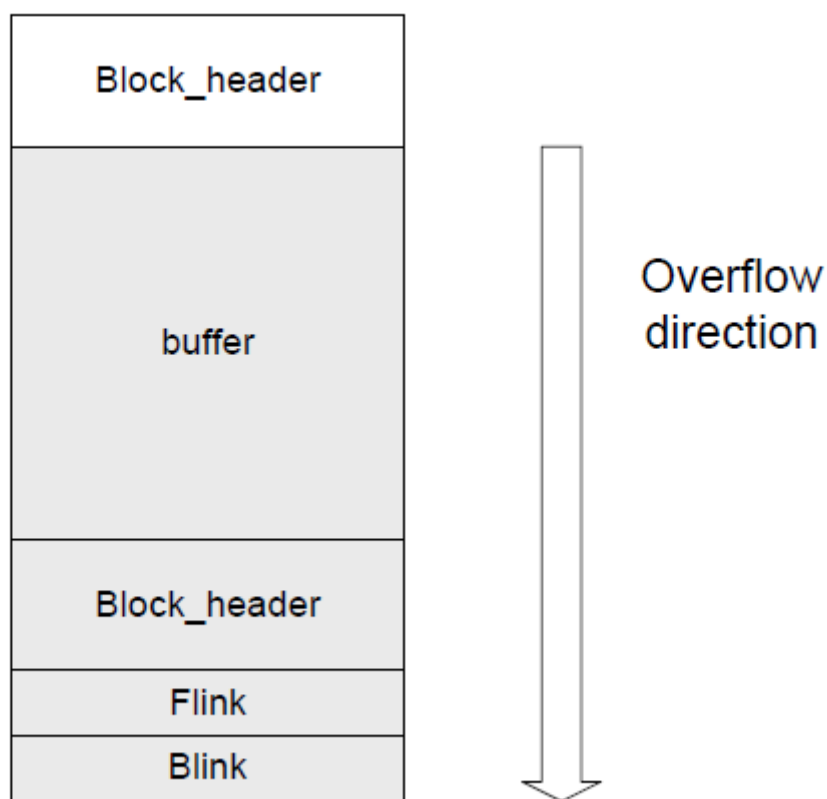 Block_header
buffer
Overflow
direction
Block_header
Flink
Blink